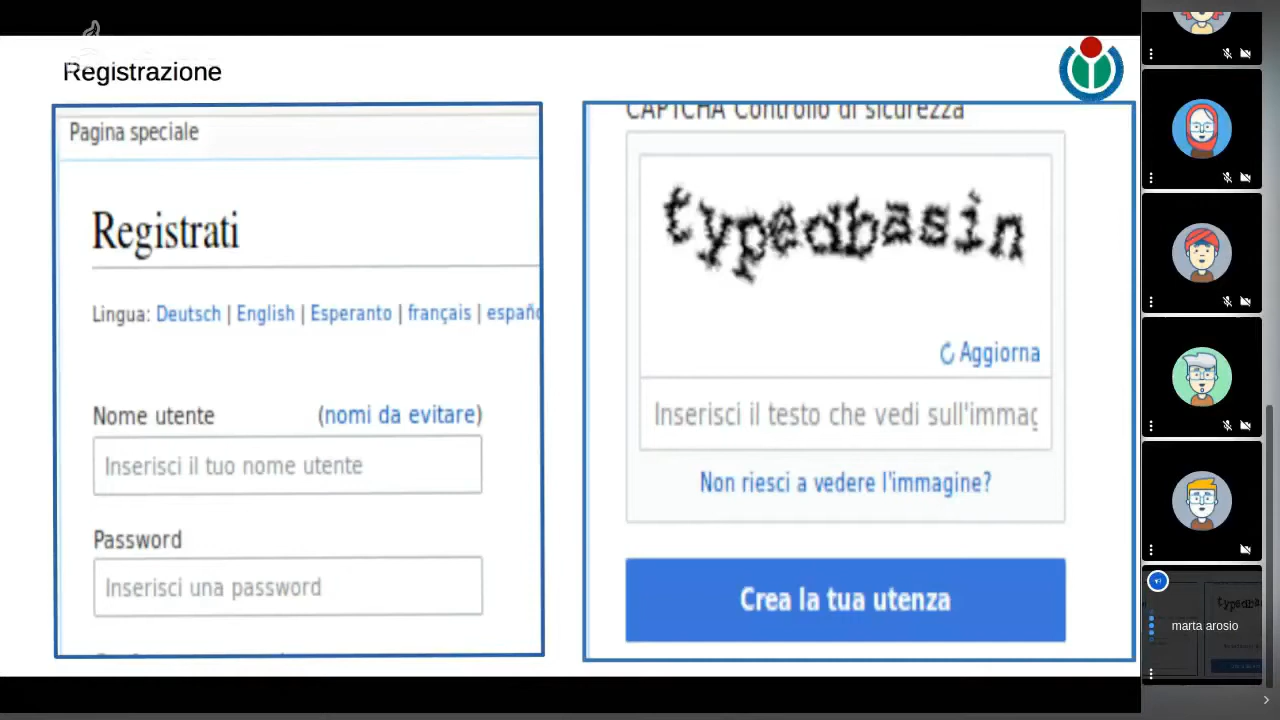 Registrazione
Pagina speciale
Registrati
Lingua: Deutsch | English | Esperanto | français | españo
Nome utente (nomi da evitare)
Inserisci il tuo nome utente
Password
Inserisci una password
CAPTCHA Controllo di sicurezza
typedbasin
Aggiorna
Inserisci il testo che vedi sull'immag
Non riesci a vedere l'immagine?
Crea la tua utenza
marta arosio